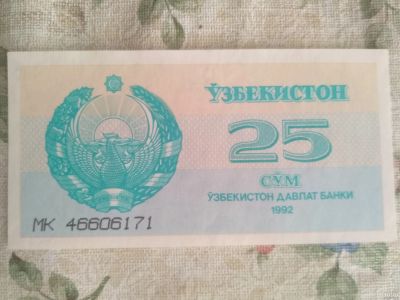 ЎЗБЕКИСТОН
25
СЎМ
ЎЗБЕКИСТОН ДАВЛАТ БАНКИ
1992
МК 46606171